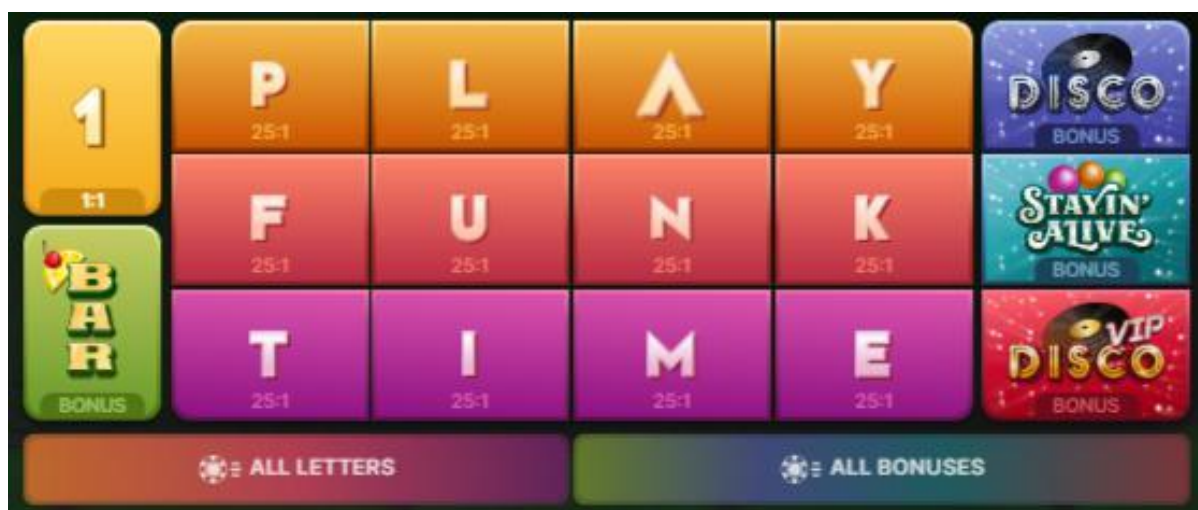 1
1:1
BAR
BONUS
P L A Y
25:1 25:1 25:1 25:1
F U N K
25:1 25:1 25:1 25:1
T I M E
25:1 25:1 25:1 25:1
DISCO
BONUS
STAYIN'
ALIVE
BONUS
VIP
DISCO
BONUS
ALL LETTERS
ALL BONUSES